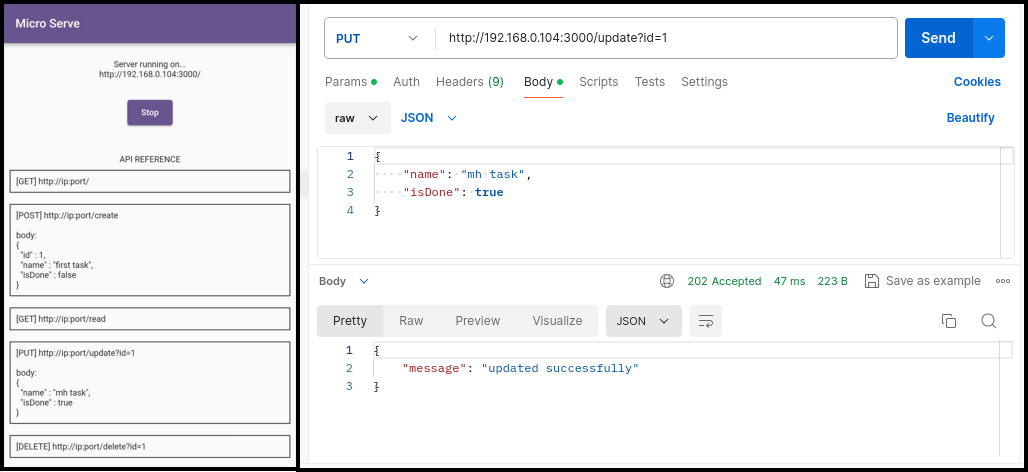 Micro Serve
Server running on...
http://192.168.0.104:3000/
Stop
API REFERENCE
[GET] http://ip:port/
[POST] http://ip:port/create
body:
{
"id" : 1,
"name" : "first task",
"isDone" : false
}
[GET] http://ip:port/read
[PUT] http://ip:port/update?id=1
body:
{
"name" : "mh task",
"isDone" : true
}
[DELETE] http://ip:port/delete?id=1
PUT http://192.168.0.104:3000/update?id=1 Send
Params Auth Headers (9) Body Scripts Tests Settings Cookies
raw JSON Beautify
1 {
2 "name": "mh task",
3 "isDone": true
4 }
Body 202 Accepted 47 ms 223 B Save as example
Pretty Raw Preview Visualize JSON
1 {
2 "message": "updated successfully"
3 }